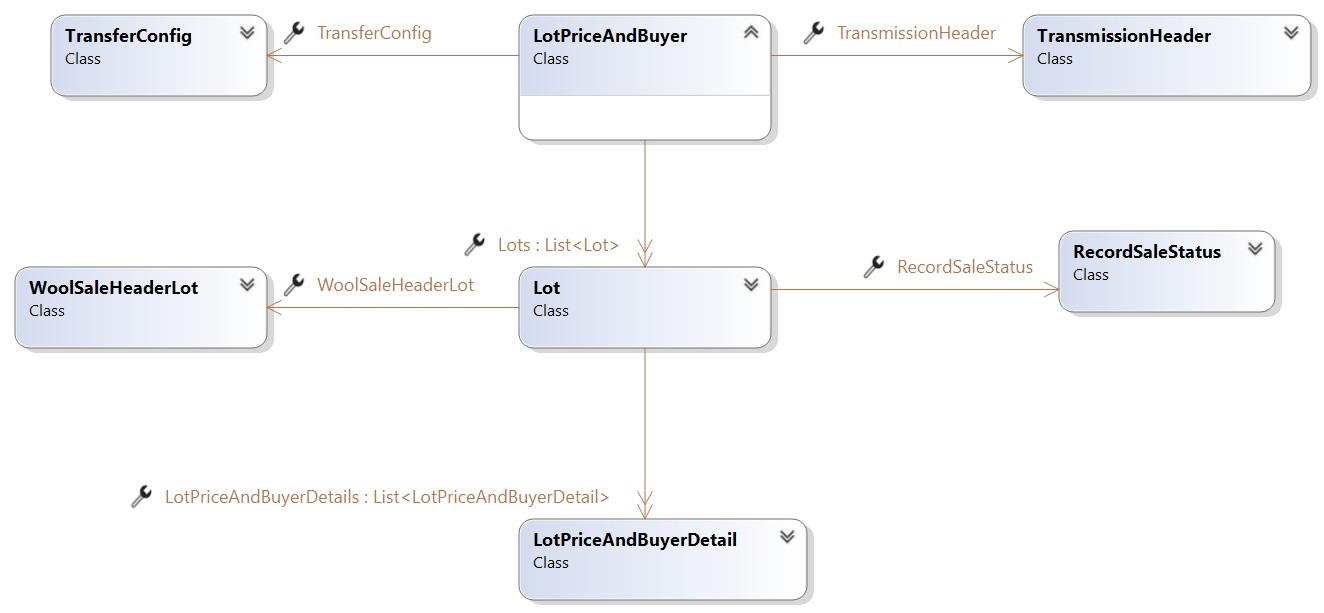 TransferConfig
Class
TransferConfig
LotPriceAndBuyer
Class
TransmissionHeader
TransmissionHeader
Class
Lots : List<Lot>
WoolSaleHeaderLot
Class
WoolSaleHeaderLot
Lot
Class
RecordSaleStatus
RecordSaleStatus
Class
LotPriceAndBuyerDetails : List<LotPriceAndBuyerDetail>
LotPriceAndBuyerDetail
Class